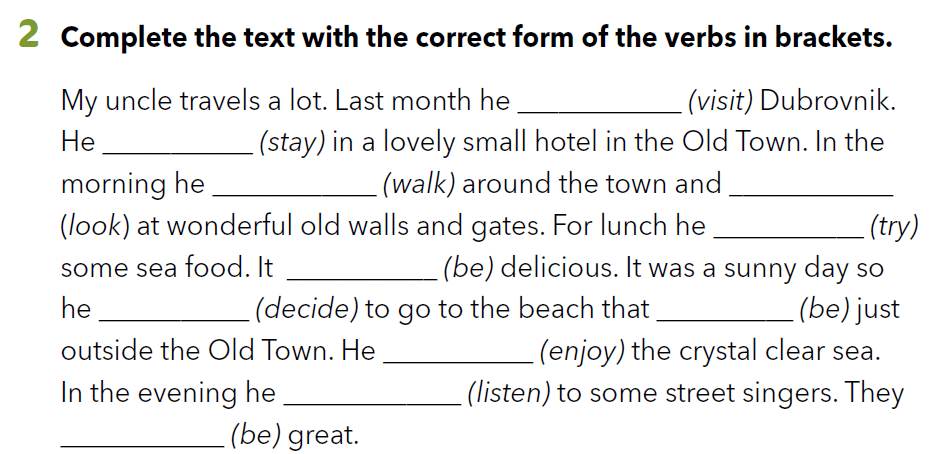 2 Complete the text with the correct form of the verbs in brackets.
My uncle travels a lot. Last month he ____________ (visit) Dubrovnik.
He ___________ (stay) in a lovely small hotel in the Old Town. In the
morning he ____________ (walk) around the town and ____________
(look) at wonderful old walls and gates. For lunch he ___________ (try)
some sea food. It ___________ (be) delicious. It was a sunny day so
he ___________ (decide) to go to the beach that __________ (be) just
outside the Old Town. He ___________ (enjoy) the crystal clear sea.
In the evening he _____________ (listen) to some street singers. They
____________ (be) great.